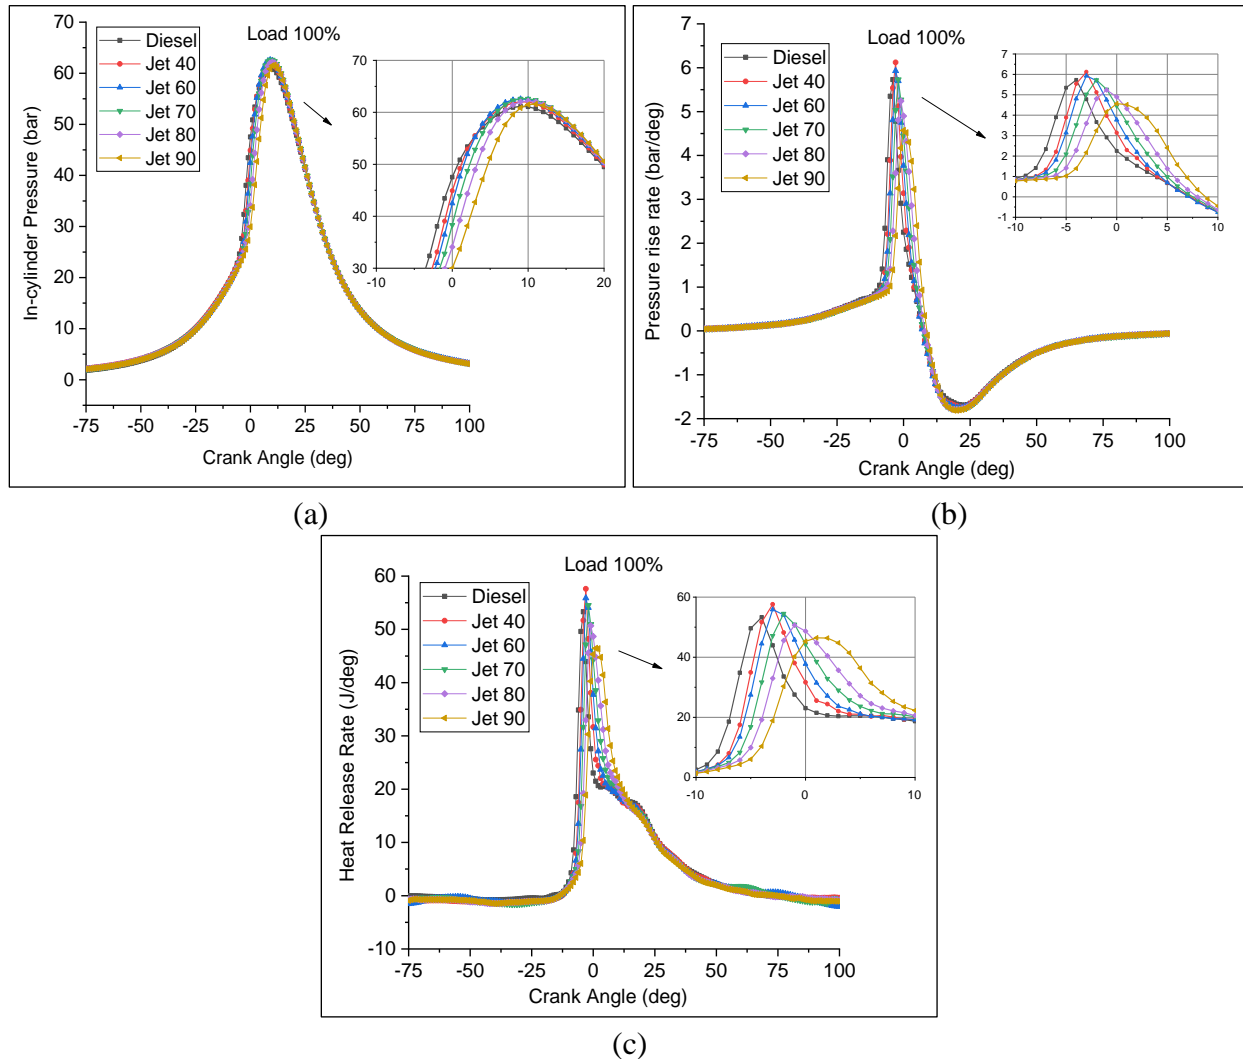 Load 100%
Diesel
Jet 40
Jet 60
Jet 70
Jet 80
Jet 90
In-cylinder Pressure (bar)
70
60
50
40
30
20
10
0
-75 -50 -25 0 25 50 75 100
Crank Angle (deg)
70
60
50
40
30
-10 0 10 20
(a)
Load 100%
Diesel
Jet 40
Jet 60
Jet 70
Jet 80
Jet 90
Pressure rise rate (bar/deg)
7
6
5
4
3
2
1
0
-1
-2
-75 -50 -25 0 25 50 75 100
Crank Angle (deg)
7
6
5
4
3
2
1
0
-1
-10 -5 0 5 10
(b)
Load 100%
Diesel
Jet 40
Jet 60
Jet 70
Jet 80
Jet 90
Heat Release Rate (J/deg)
60
50
40
30
20
10
0
-10
-75 -50 -25 0 25 50 75 100
Crank Angle (deg)
60
40
20
0
-10 0 10
(c)